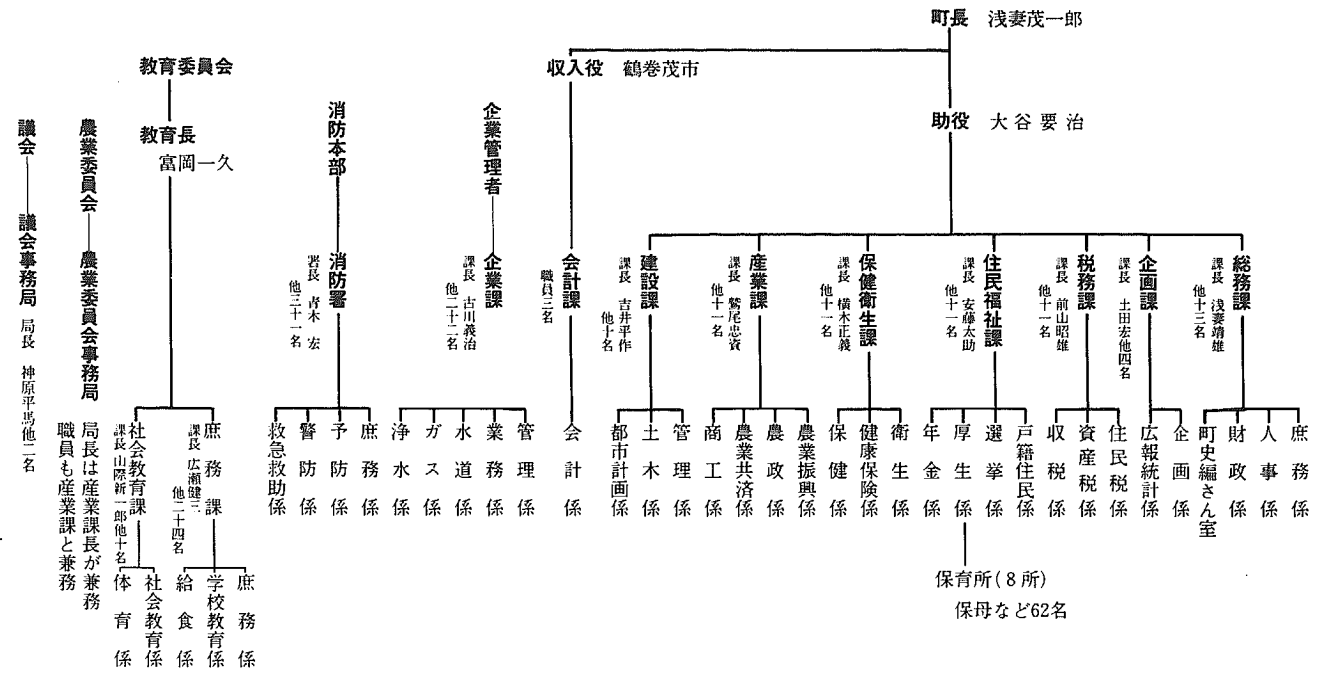 町長 浅妻茂一郎
収入役 鶴巻茂市
助役 大谷要治
総務課
課長 浅妻靖雄
他十三名
庶務係
人事係
財政係
町史編さん室
企画課
課長 土田宏他四名
企画係
広報統計係
税務課
課長 前山昭雄
他十一名
住民税係
資産税係
収税係
住民福祉課
課長 安藤太助
他十一名
戸籍住民係
選挙係
厚生係
年金係
保育所(8所)
保母など62名
保健衛生課
課長 横木正義
他十一名
衛生係
健康保険係
保健係
産業課
課長 鷲尾忠資
他十一名
農業振興係
農政係
農業共済係
商工係
建設課
課長 吉井平作
他十名
管理係
土木係
都市計画係
会計課
職員三名
会計係
企業管理者
企業課
課長 古川義治
他二十二名
管理係
業務係
水道係
ガス係
浄水係
消防本部
消防署
署長 青木宏
他三十一名
庶務係
予防係
警防係
救急救助係
教育委員会
教育長
富岡一久
庶務課
課長 広瀬健三
他二十四名
庶務係
学校教育係
給食係
社会教育課
課長 山際新一郎他十名
社会教育係
体育係
農業委員会 農業委員会事務局
局長は産業課長が兼務
職員も産業課と兼務
議会 議会事務局 局長 神原平馬他二名